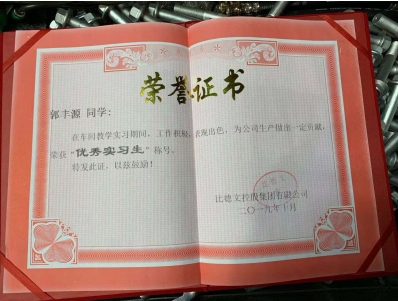 荣誉证书
郭丰源 同学:
在车间教学实习期间,工作积极,表现出色,为公司生产做出一定贡献,
荣获“优秀实习生”称号。
特发此证,以兹鼓励!
比德文控股集团有限公司
二〇一九年十月